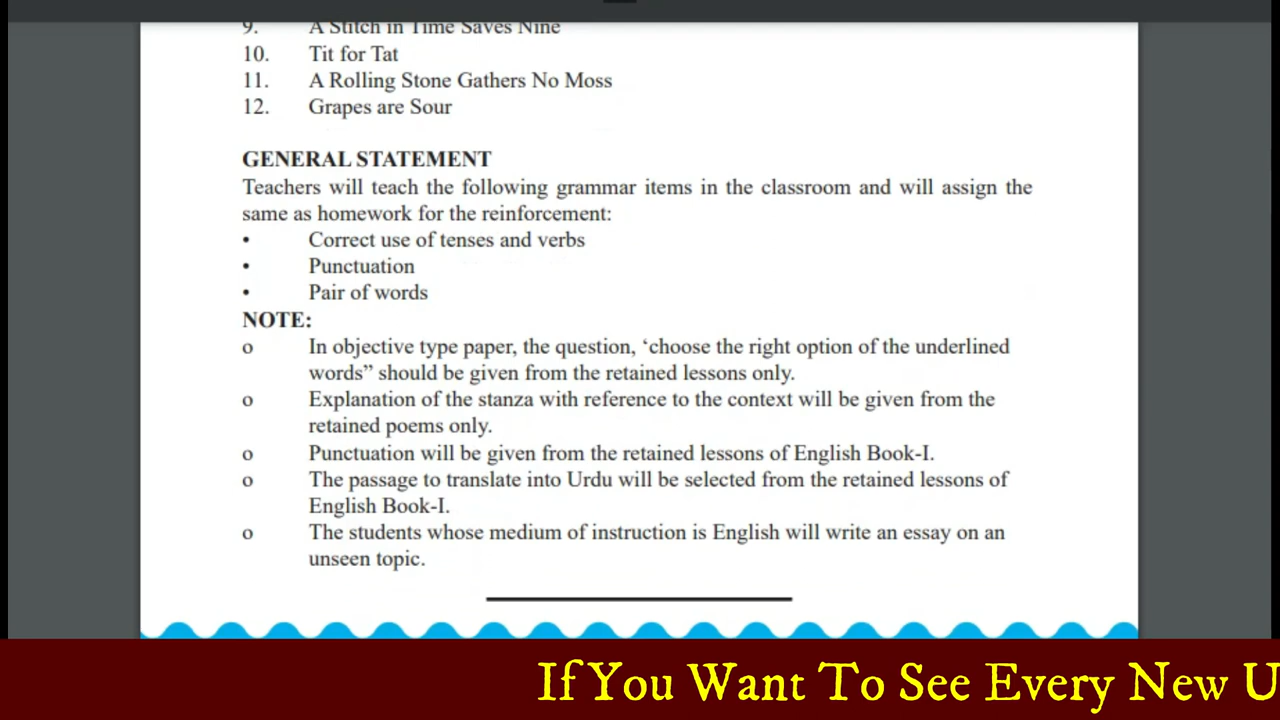 9. A Stitch in Time Saves Nine
10. Tit for Tat
11. A Rolling Stone Gathers No Moss
12. Grapes are Sour
GENERAL STATEMENT
Teachers will teach the following grammar items in the classroom and will assign the
same as homework for the reinforcement:
• Correct use of tenses and verbs
• Punctuation
• Pair of words
NOTE:
o In objective type paper, the question, ‘choose the right option of the underlined
words” should be given from the retained lessons only.
o Explanation of the stanza with reference to the context will be given from the
retained poems only.
o Punctuation will be given from the retained lessons of English Book-I.
o The passage to translate into Urdu will be selected from the retained lessons of
English Book-I.
o The students whose medium of instruction is English will write an essay on an
unseen topic.
If You Want To See Every New U